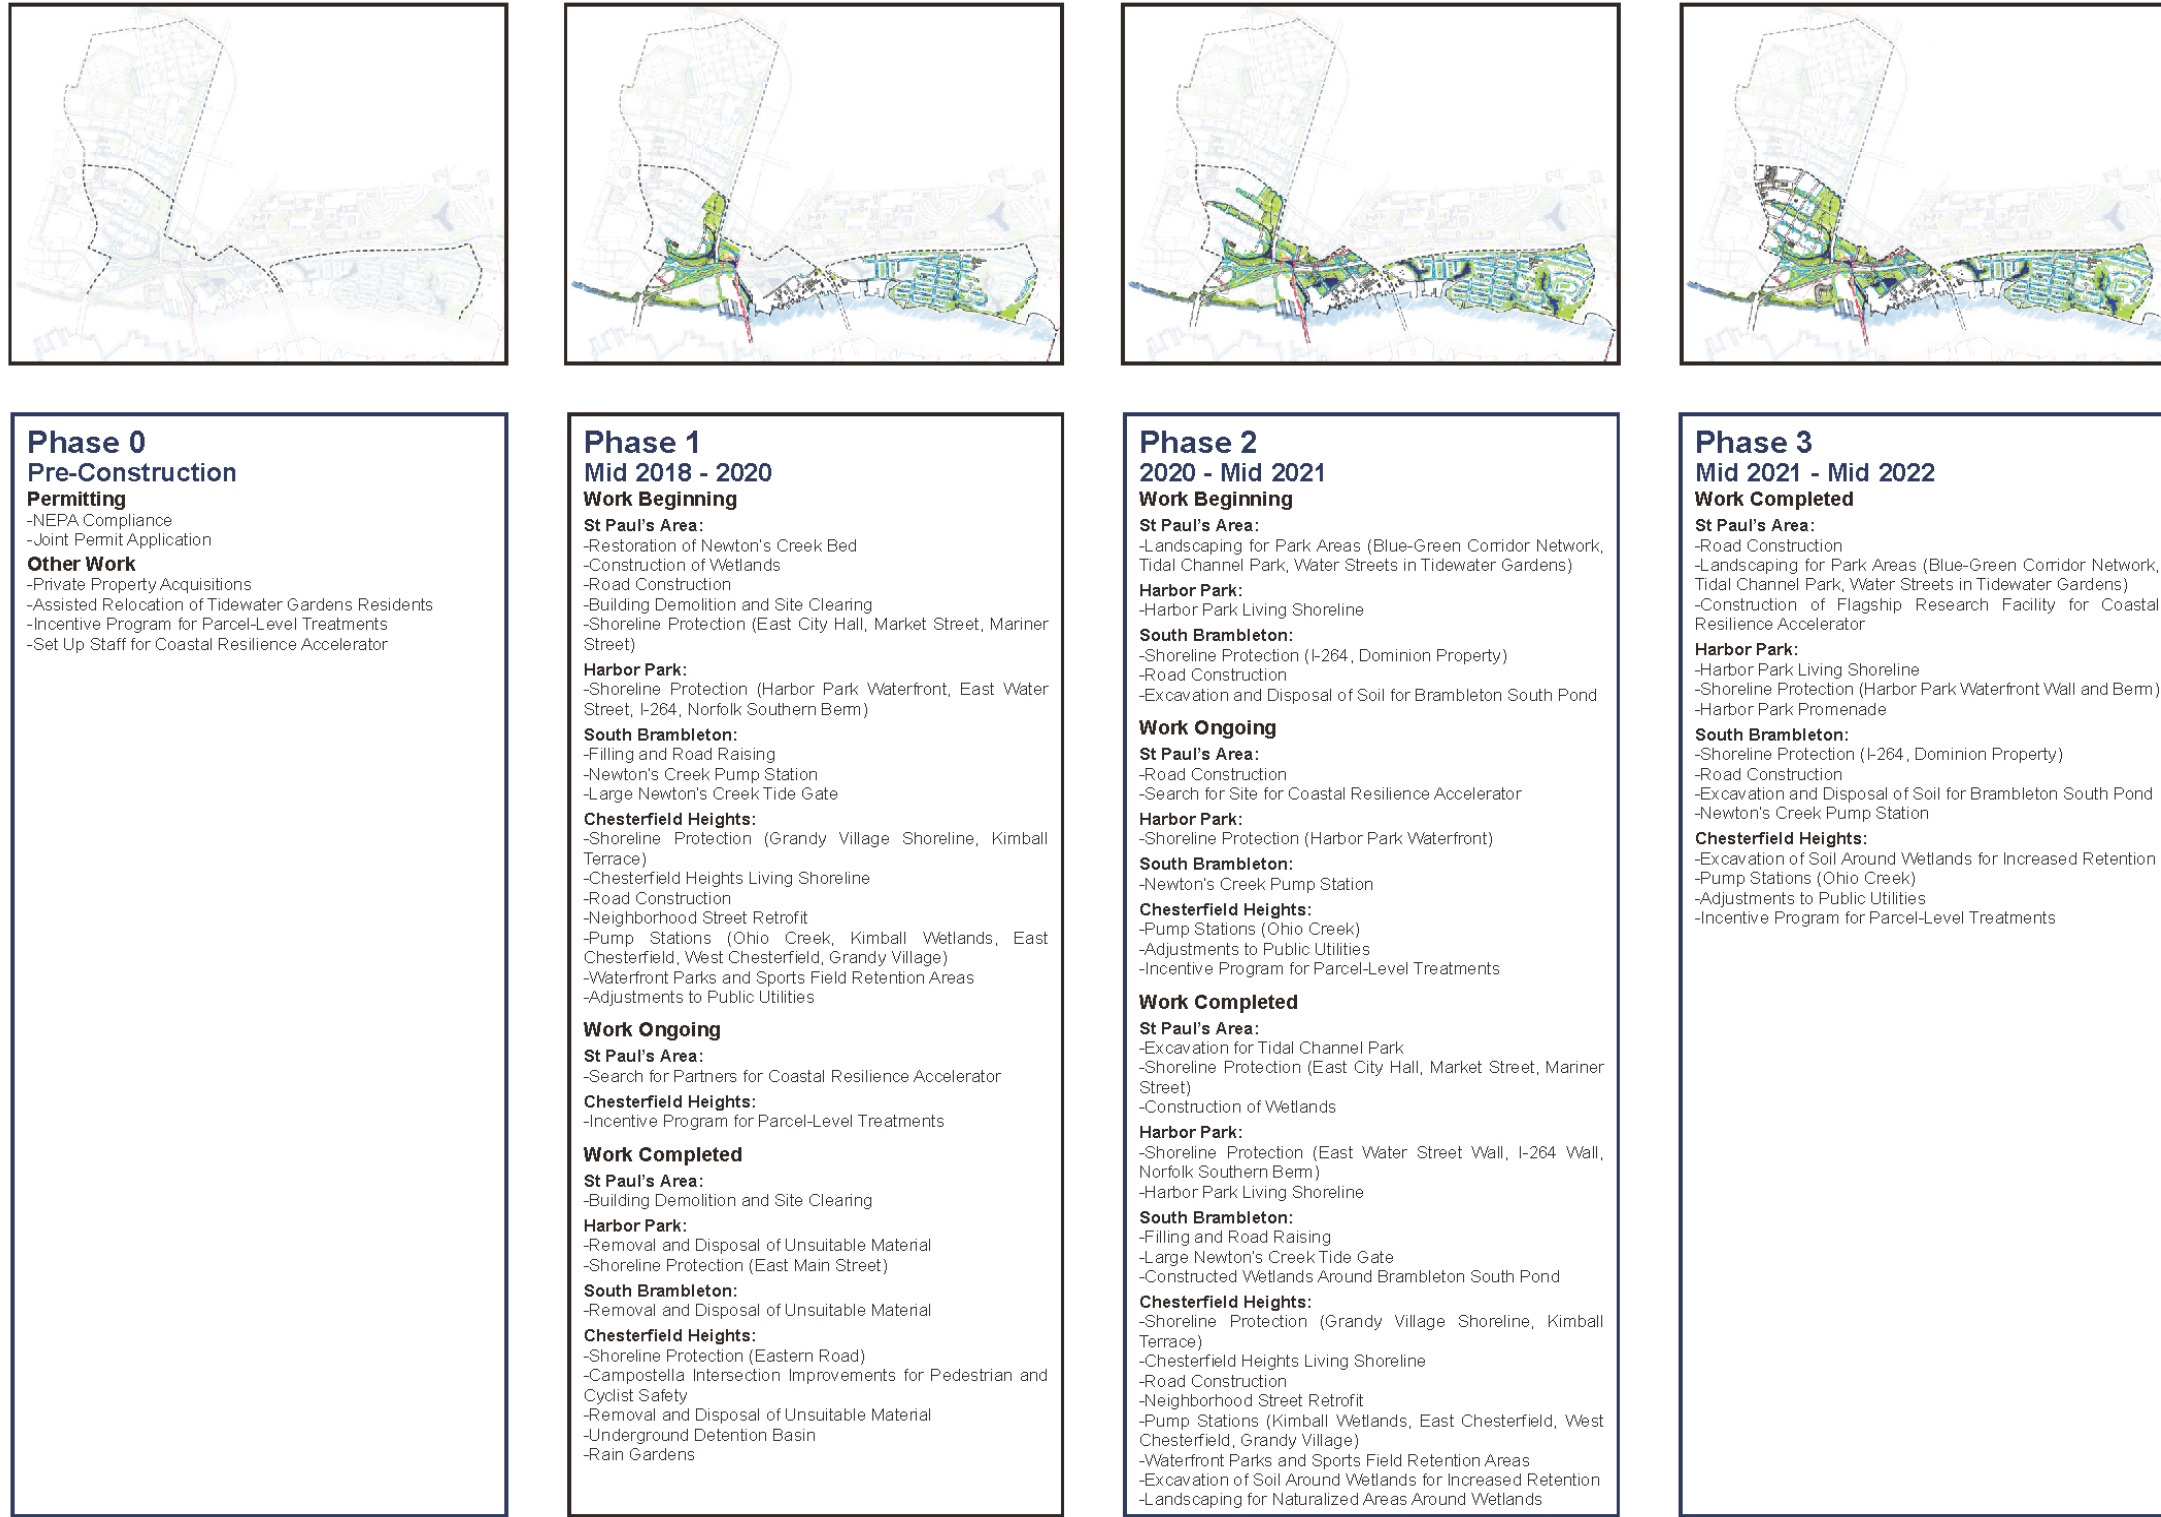 Phase 0
Pre-Construction
Permitting
-NEPA Compliance
-Joint Permit Application
Other Work
-Private Property Acquisitions
-Assisted Relocation of Tidewater Gardens Residents
-Incentive Program for Parcel-Level Treatments
-Set Up Staff for Coastal Resilience Accelerator
Phase 1
Mid 2018 - 2020
Work Beginning
St Paul's Area:
-Restoration of Newton's Creek Bed
-Construction of Wetlands
-Road Construction
-Building Demolition and Site Clearing
-Shoreline Protection (East City Hall, Market Street, Mariner
Street)
Harbor Park:
-Shoreline Protection (Harbor Park Waterfront, East Water
Street, I-264, Norfolk Southern Berm)
South Brambleton:
-Filling and Road Raising
-Newton's Creek Pump Station
-Large Newton's Creek Tide Gate
Chesterfield Heights:
-Shoreline Protection (Grandy Village Shoreline, Kimball
Terrace)
-Chesterfield Heights Living Shoreline
-Road Construction
-Neighborhood Street Retrofit
-Pump Stations (Ohio Creek, Kimball Wetlands, East
Chesterfield, West Chesterfield, Grandy Village)
-Waterfront Parks and Sports Field Retention Areas
-Adjustments to Public Utilities
Work Ongoing
St Paul's Area:
-Search for Partners for Coastal Resilience Accelerator
Chesterfield Heights:
-Incentive Program for Parcel-Level Treatments
Work Completed
St Paul's Area:
-Building Demolition and Site Clearing
Harbor Park:
-Removal and Disposal of Unsuitable Material
-Shoreline Protection (East Main Street)
South Brambleton:
-Removal and Disposal of Unsuitable Material
Chesterfield Heights:
-Shoreline Protection (Eastern Road)
-Campostella Intersection Improvements for Pedestrian and
Cyclist Safety
-Removal and Disposal of Unsuitable Material
-Underground Detention Basin
-Rain Gardens
Phase 2
2020 - Mid 2021
Work Beginning
St Paul's Area:
-Landscaping for Park Areas (Blue-Green Corridor Network,
Tidal Channel Park, Water Streets in Tidewater Gardens)
Harbor Park:
-Harbor Park Living Shoreline
South Brambleton:
-Shoreline Protection (I-264, Dominion Property)
-Road Construction
-Excavation and Disposal of Soil for Brambleton South Pond
Work Ongoing
St Paul's Area:
-Road Construction
-Search for Site for Coastal Resilience Accelerator
Harbor Park:
-Shoreline Protection (Harbor Park Waterfront)
South Brambleton:
-Newton's Creek Pump Station
Chesterfield Heights:
-Pump Stations (Ohio Creek)
-Adjustments to Public Utilities
-Incentive Program for Parcel-Level Treatments
Work Completed
St Paul's Area:
-Excavation for Tidal Channel Park
-Shoreline Protection (East City Hall, Market Street, Mariner
Street)
-Construction of Wetlands
Harbor Park:
-Shoreline Protection (East Water Street Wall, I-264 Wall,
Norfolk Southern Berm)
-Harbor Park Living Shoreline
South Brambleton:
-Filling and Road Raising
-Large Newton's Creek Tide Gate
-Constructed Wetlands Around Brambleton South Pond
Chesterfield Heights:
-Shoreline Protection (Grandy Village Shoreline, Kimball
Terrace)
-Chesterfield Heights Living Shoreline
-Road Construction
-Neighborhood Street Retrofit
-Pump Stations (Kimball Wetlands, East Chesterfield, West
Chesterfield, Grandy Village)
-Waterfront Parks and Sports Field Retention Areas
-Excavation of Soil Around Wetlands for Increased Retention
-Landscaping for Naturalized Areas Around Wetlands
Phase 3
Mid 2021 - Mid 2022
Work Completed
St Paul's Area:
-Road Construction
-Landscaping for Park Areas (Blue-Green Corridor Network,
Tidal Channel Park, Water Streets in Tidewater Gardens)
-Construction of Flagship Research Facility for Coastal
Resilience Accelerator
Harbor Park:
-Harbor Park Living Shoreline
-Shoreline Protection (Harbor Park Waterfront Wall and Berm)
-Harbor Park Promenade
South Brambleton:
-Shoreline Protection (I-264, Dominion Property)
-Road Construction
-Excavation and Disposal of Soil for Brambleton South Pond
-Newton's Creek Pump Station
Chesterfield Heights:
-Excavation of Soil Around Wetlands for Increased Retention
-Pump Stations (Ohio Creek)
-Adjustments to Public Utilities
-Incentive Program for Parcel-Level Treatments